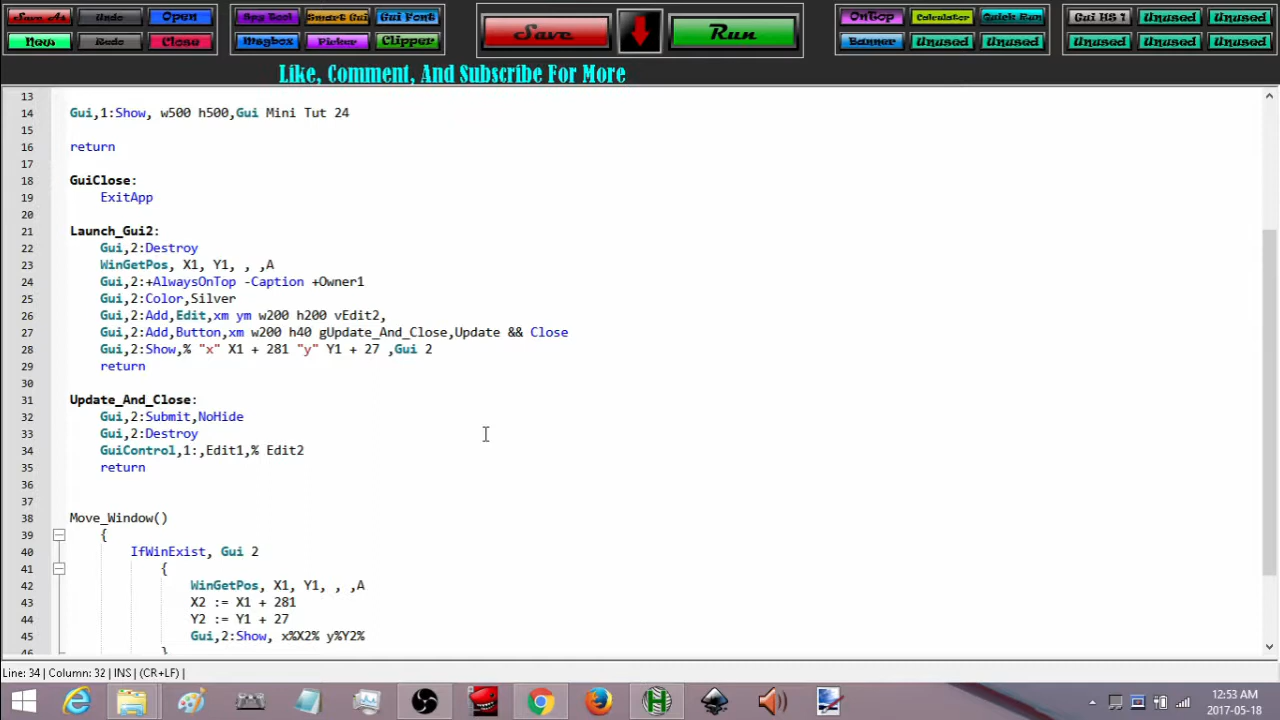 Save As Undo Open Spy Tool Smart Gui Gui Font Save Run OnTop Calculator Quick Run Gui HS 1 Unused Unused
New Redo Close Msgbox Picker Clipper Banner Unused Unused Unused Unused Unused
Like, Comment, And Subscribe For More
13
14 Gui,1:Show, w500 h500,Gui Mini Tut 24
15
16 return
17
18 GuiClose:
19 ExitApp
20
21 Launch_Gui2:
22 Gui,2:Destroy
23 WinGetPos, X1, Y1, , ,A
24 Gui,2:+AlwaysOnTop -Caption +Owner1
25 Gui,2:Color,Silver
26 Gui,2:Add,Edit,xm ym w200 h200 vEdit2,
27 Gui,2:Add,Button,xm w200 h40 gUpdate_And_Close,Update && Close
28 Gui,2:Show,% "x" X1 + 281 "y" Y1 + 27 ,Gui 2
29 return
30
31 Update_And_Close:
32 Gui,2:Submit,NoHide
33 Gui,2:Destroy
34 GuiControl,1:,Edit1,% Edit2
35 return
36
37
38 Move_Window()
39 {
40 IfWinExist, Gui 2
41 {
42 WinGetPos, X1, Y1, , ,A
43 X2 := X1 + 281
44 Y2 := Y1 + 27
45 Gui,2:Show, x%X2% y%Y2%
46 }
Line: 34 | Column: 32 | INS | (CR+LF) |
12:53 AM
2017-05-18